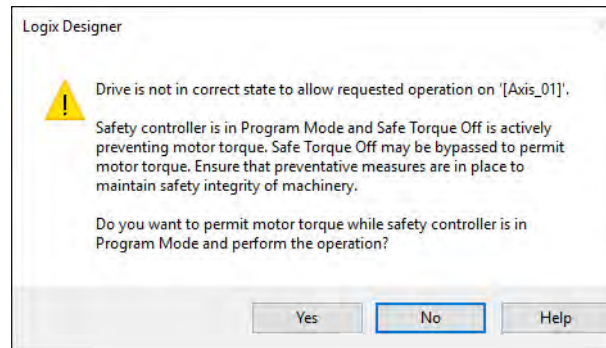 Logix Designer
Drive is not in correct state to allow requested operation on '[Axis_01]'.
Safety controller is in Program Mode and Safe Torque Off is actively
preventing motor torque. Safe Torque Off may be bypassed to permit
motor torque. Ensure that preventative measures are in place to
maintain safety integrity of machinery.
Do you want to permit motor torque while safety controller is in
Program Mode and perform the operation?
Yes No Help